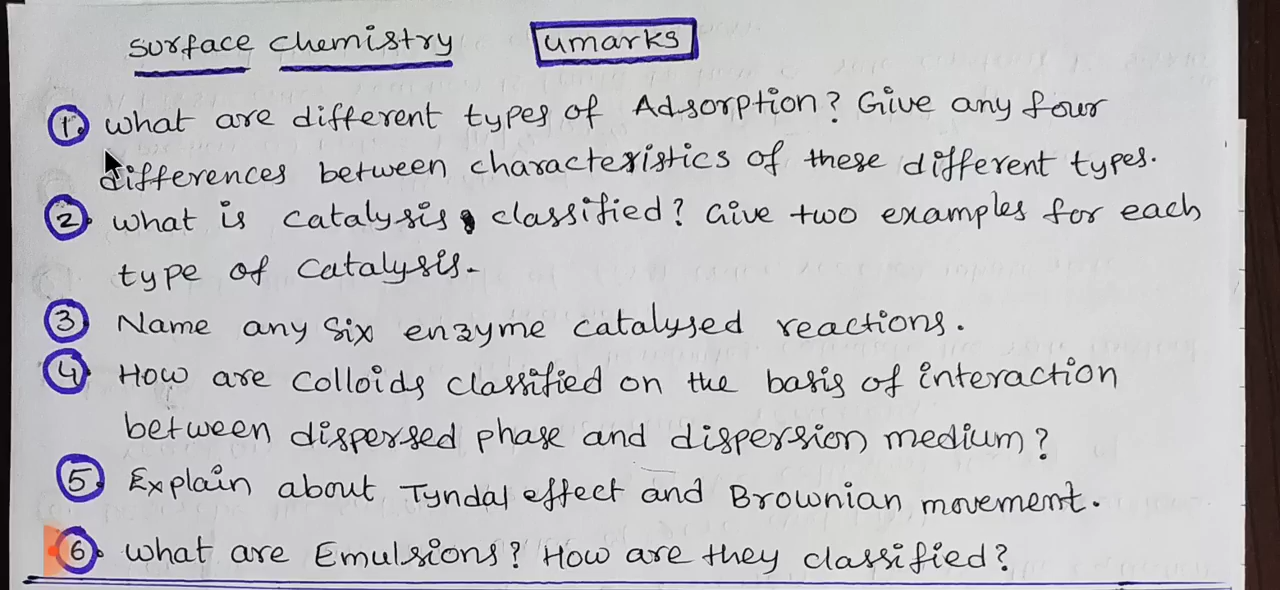 Surface Chemistry 4marks
1. What are different types of Adsorption? Give any four
differences between characteristics of these different types.
2. What is catalysis classified? Give two examples for each
type of Catalysis.
3. Name any Six enzyme catalysed reactions.
4. How are Colloids classified on the basis of interaction
between dispersed phase and dispersion medium?
5. Explain about Tyndal effect and Brownian movement.
6. What are Emulsions? How are they classified?